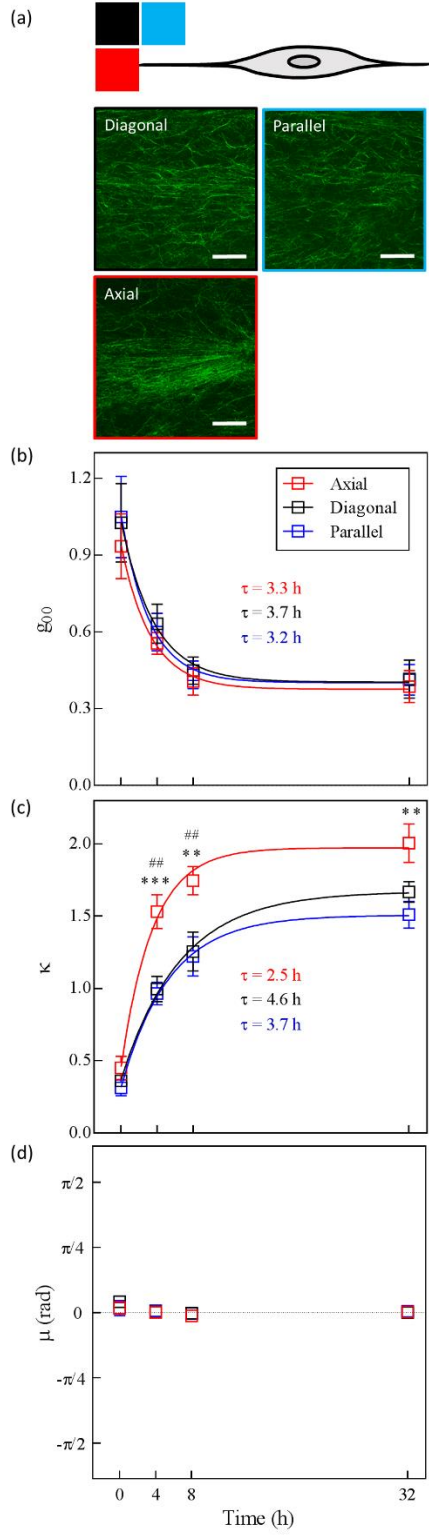 (a)
Diagonal
Parallel
Axial
(b)
1.2
0.9
0.6
0.3
0.0
g00
Axial
Diagonal
Parallel
τ = 3.3 h
τ = 3.7 h
τ = 3.2 h
(c)
2.0
1.5
1.0
0.5
0.0
κ
##
***
##
**
**
τ = 2.5 h
τ = 4.6 h
τ = 3.7 h
(d)
π/2
π/4
0
-π/4
-π/2
μ (rad)
0 4 8 32
Time (h)